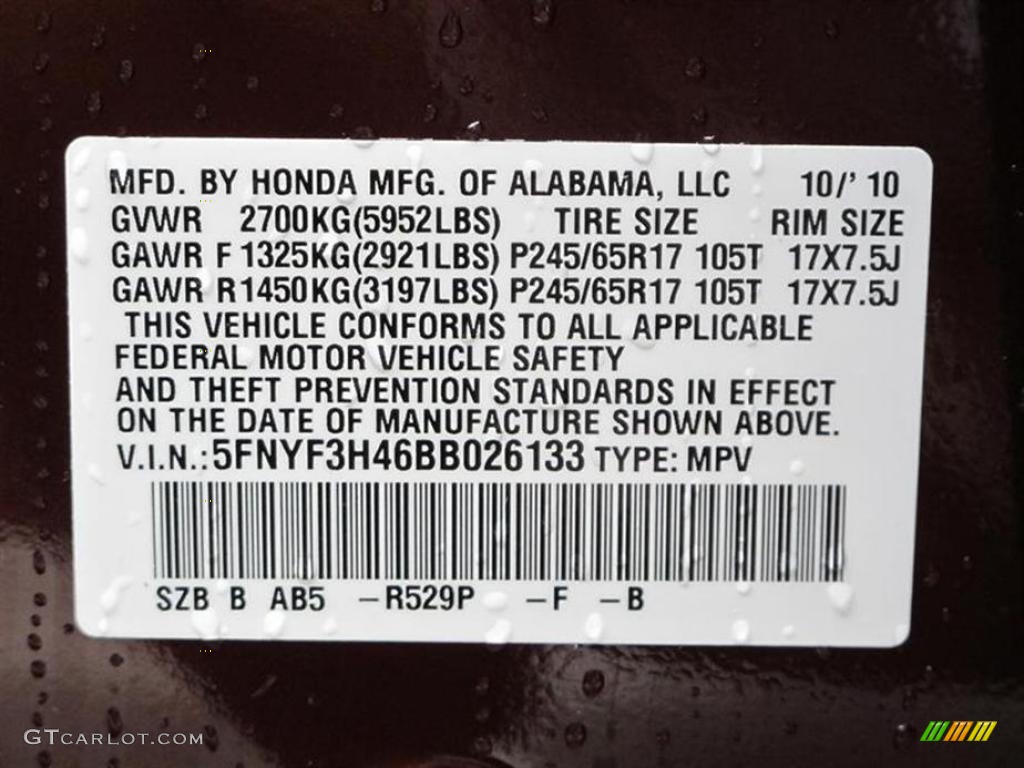 MFD. BY HONDA MFG. OF ALABAMA, LLC 10/' 10
GVWR 2700KG(5952LBS) TIRE SIZE RIM SIZE
GAWR F 1325KG(2921LBS) P245/65R17 105T 17X7.5J
GAWR R1450KG(3197LBS) P245/65R17 105T 17X7.5J
THIS VEHICLE CONFORMS TO ALL APPLICABLE
FEDERAL MOTOR VEHICLE SAFETY
AND THEFT PREVENTION STANDARDS IN EFFECT
ON THE DATE OF MANUFACTURE SHOWN ABOVE.
V.I.N.: 5FNYF3H46BB026133 TYPE: MPV
SZB B AB5 -R529P -F -B
GTCARLOT.COM